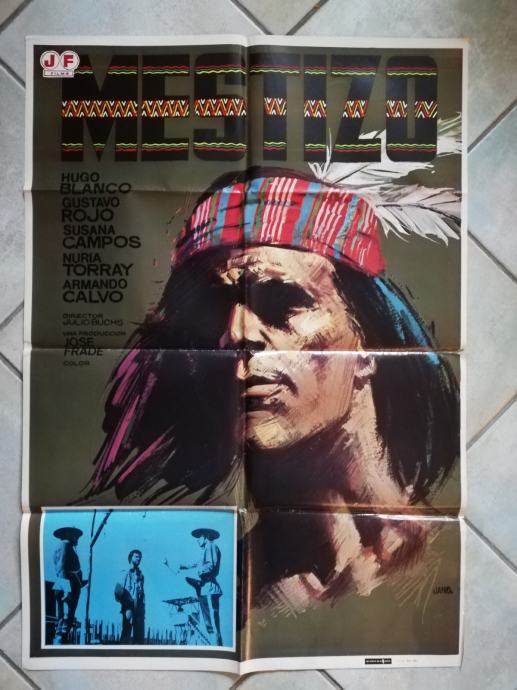 JF
FILMS
MESTIZO
HUGO
BLANCO
GUSTAVO
ROJO
SUSANA
CAMPOS
NURIA
TORRAY
ARMANDO
CALVO
DIRECTOR
JULIO BUCHS
UNA PRODUCCION
JOSE
FRADE
COLOR
JANO